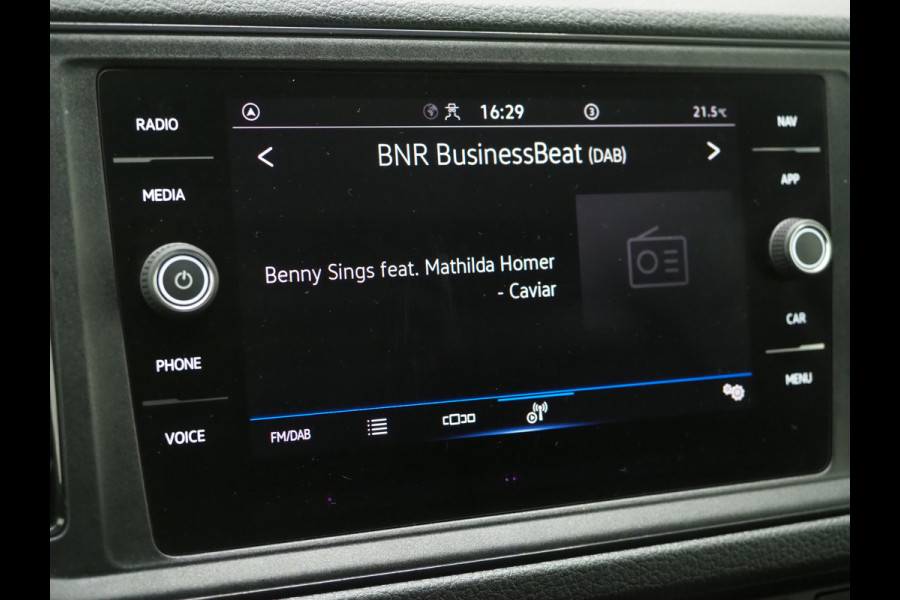 RADIO
MEDIA
PHONE
VOICE
16:29
3
21.5°C
BNR BusinessBeat (DAB)
Benny Sings feat. Mathilda Homer
- Caviar
FM/DAB
NAV
APP
CAR
MENU